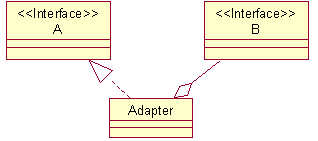 <<Interface>>
A
<<Interface>>
B
Adapter